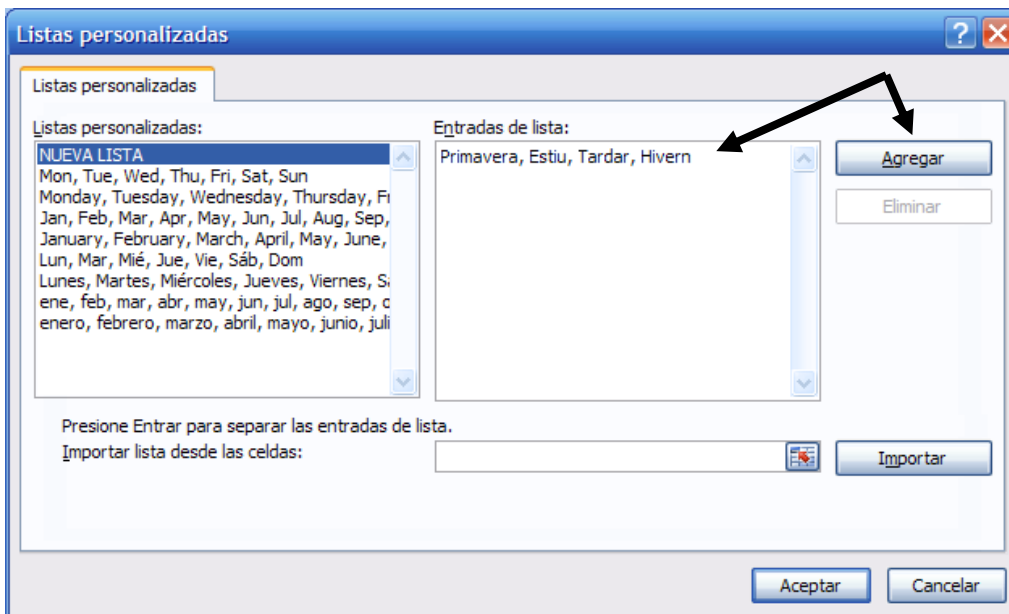 Listas personalizadas
Listas personalizadas
Listas personalizadas:
NUEVA LISTA
Mon, Tue, Wed, Thu, Fri, Sat, Sun
Monday, Tuesday, Wednesday, Thursday, Fr
Jan, Feb, Mar, Apr, May, Jun, Jul, Aug, Sep,
January, February, March, April, May, June,
Lun, Mar, Mié, Jue, Vie, Sáb, Dom
Lunes, Martes, Miércoles, Jueves, Viernes, Sá
ene, feb, mar, abr, may, jun, jul, ago, sep, o
enero, febrero, marzo, abril, mayo, junio, juli
Entradas de lista:
Primavera, Estiu, Tardar, Hivern
Agregar
Eliminar
Presione Entrar para separar las entradas de lista.
Importar lista desde las celdas:
Importar
Aceptar
Cancelar